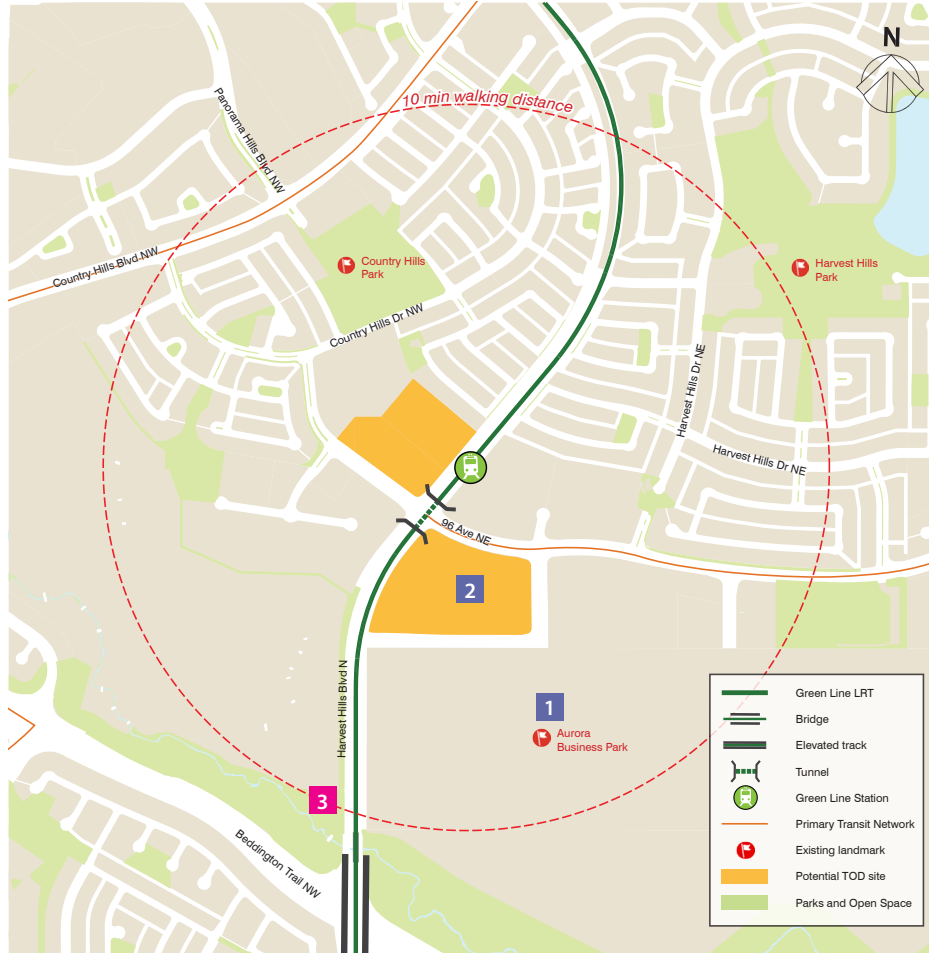 N
10 min walking distance
Panorama Hills Blvd NW
Country Hills Blvd NW
Country Hills
Park
Harvest Hills
Park
Country Hills Dr NW
Harvest Hills Dr NE
Harvest Hills Dr NE
96 Ave NE
2
Harvest Hills Blvd N
1
Aurora
Business Park
3
Beddington Trail NW
Green Line LRT
Bridge
Elevated track
Tunnel
Green Line Station
Primary Transit Network
Existing landmark
Potential TOD site
Parks and Open Space